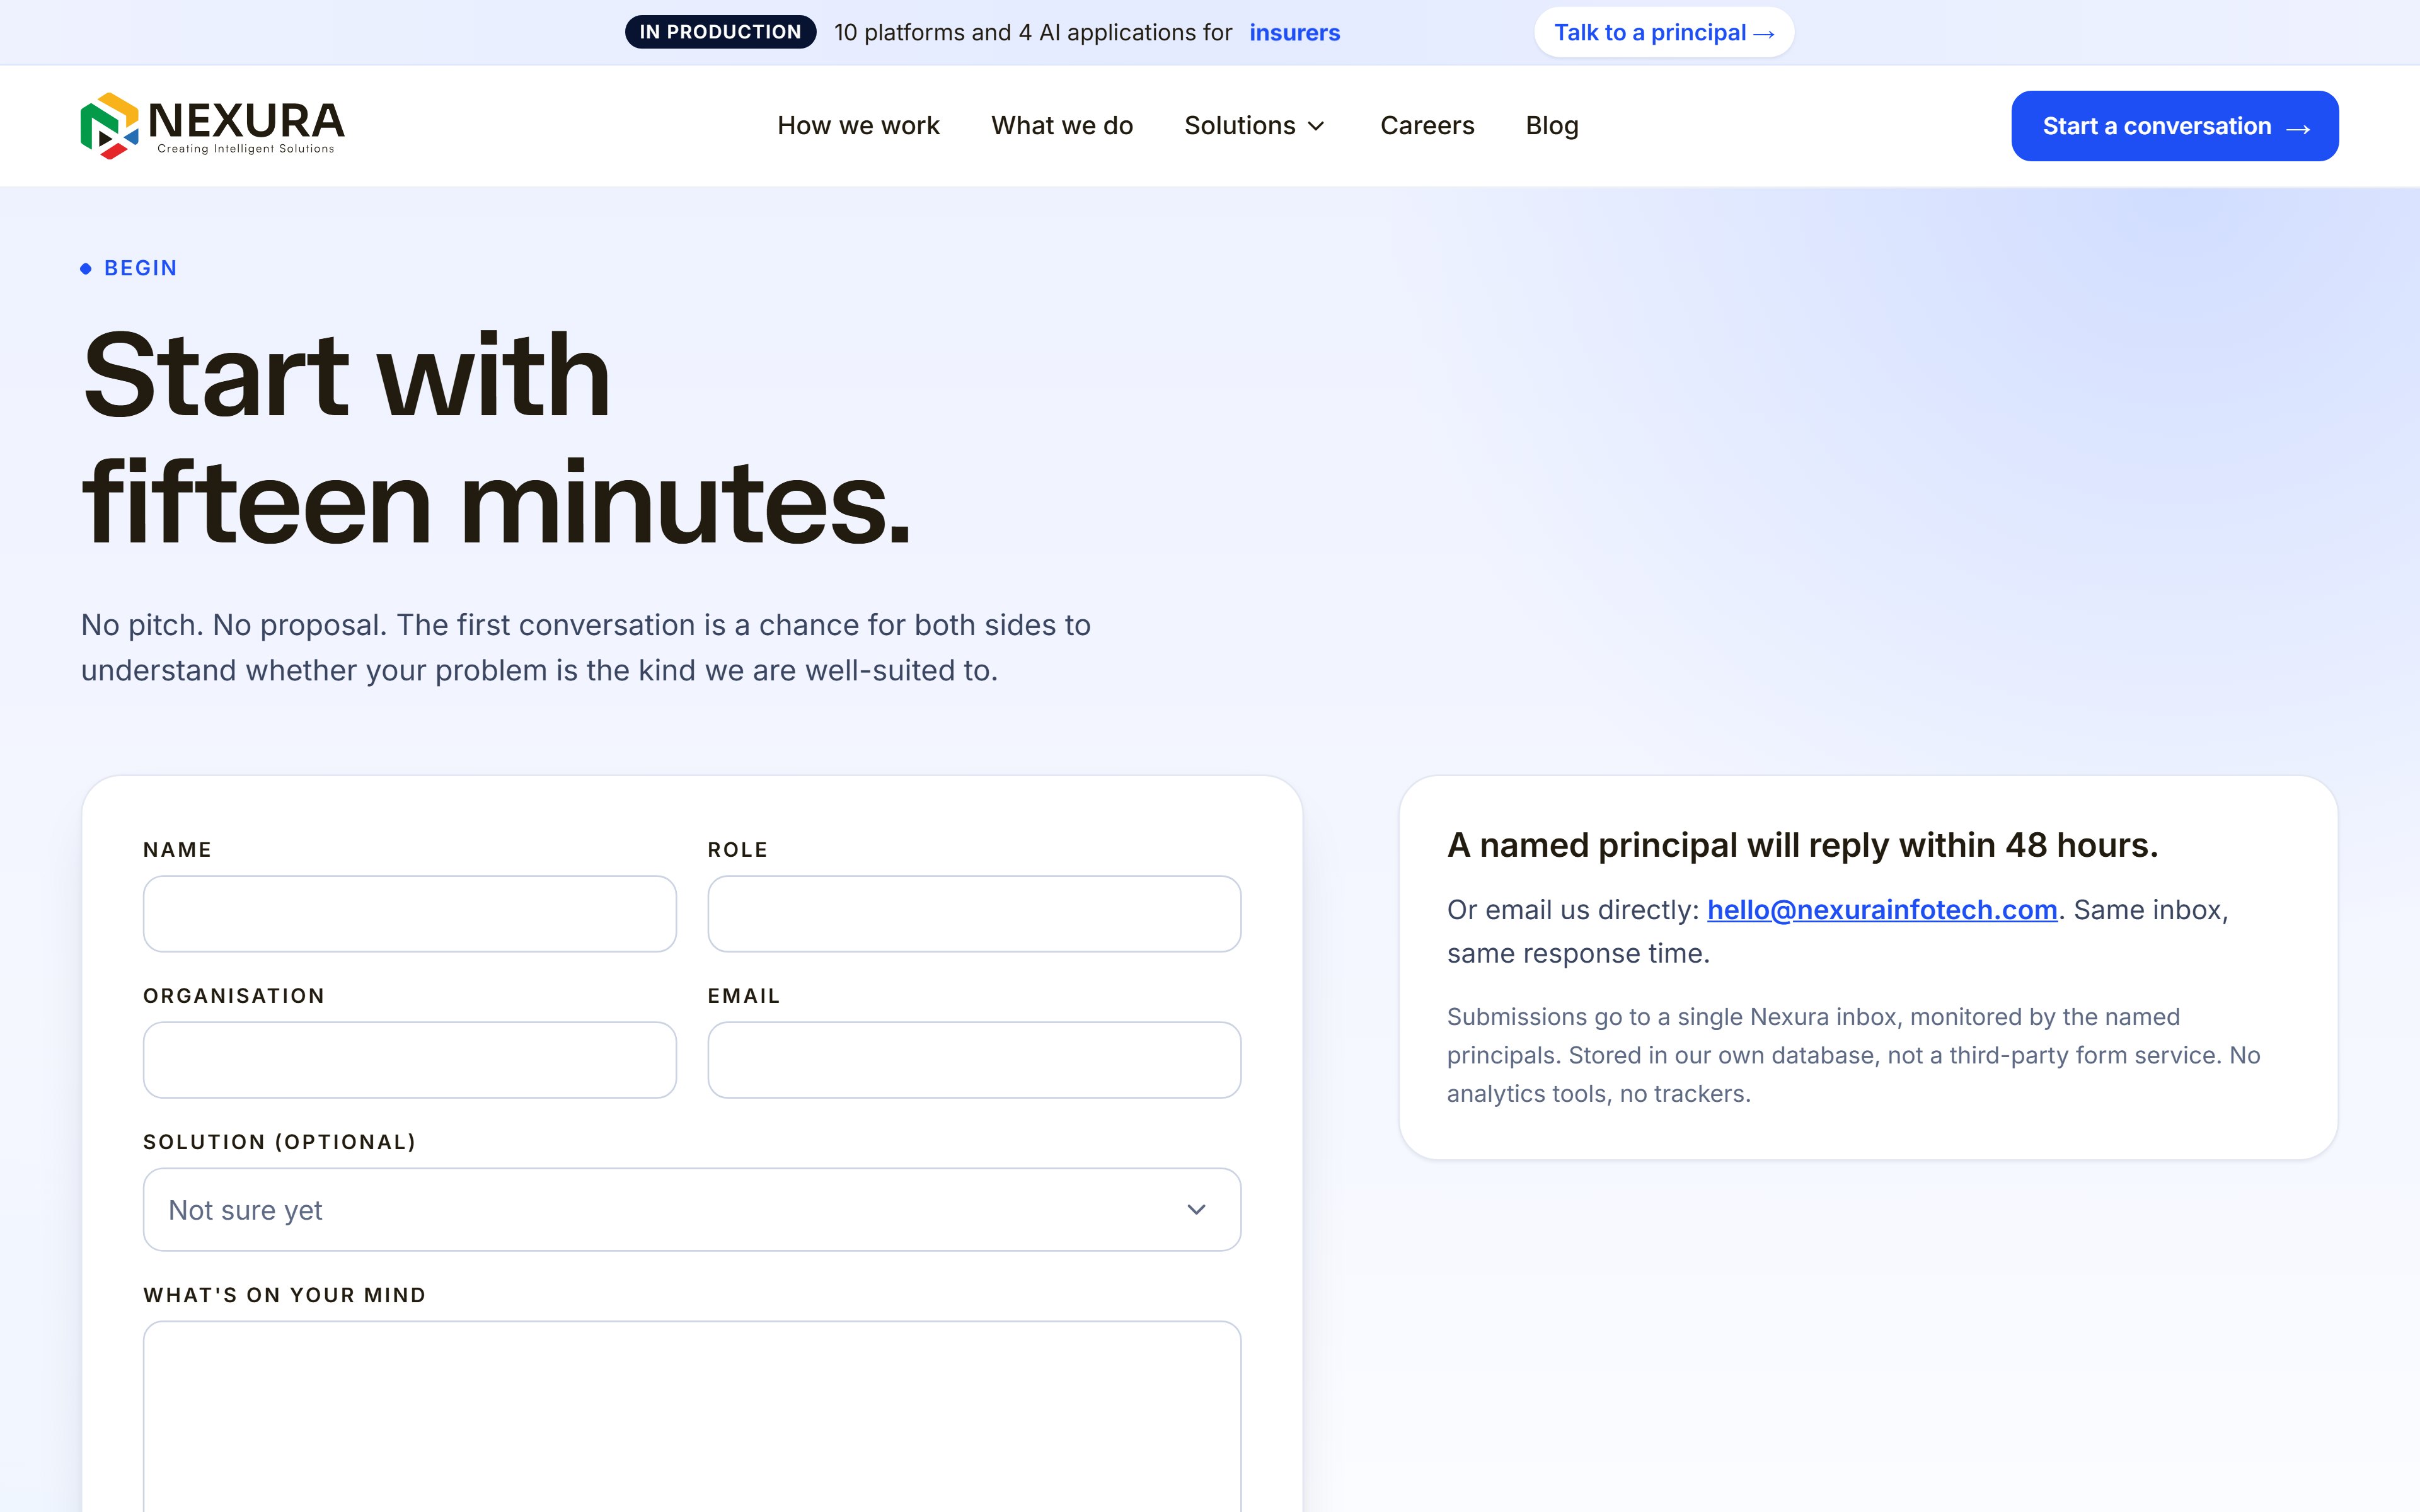 IN PRODUCTION 10 platforms and 4 AI applications for insurers Talk to a principal →
NEXURA
Creating Intelligent Solutions
How we work What we do Solutions Careers Blog
Start a conversation →
BEGIN
Start with
fifteen minutes.
No pitch. No proposal. The first conversation is a chance for both sides to
understand whether your problem is the kind we are well-suited to.
NAME ROLE
ORGANISATION EMAIL
SOLUTION (OPTIONAL)
Not sure yet
WHAT'S ON YOUR MIND
A named principal will reply within 48 hours.
Or email us directly: hello@nexurainfotech.com. Same inbox,
same response time.
Submissions go to a single Nexura inbox, monitored by the named
principals. Stored in our own database, not a third-party form service. No
analytics tools, no trackers.